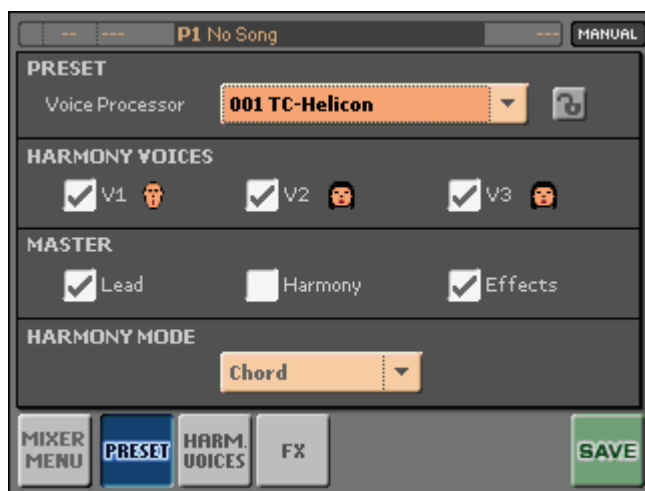 -- --- P1 No Song --- MANUAL
PRESET
Voice Processor 001 TC-Helicon
HARMONY VOICES
V1 V2 V3
MASTER
Lead Harmony Effects
HARMONY MODE
Chord
MIXER MENU PRESET HARM. VOICES FX SAVE